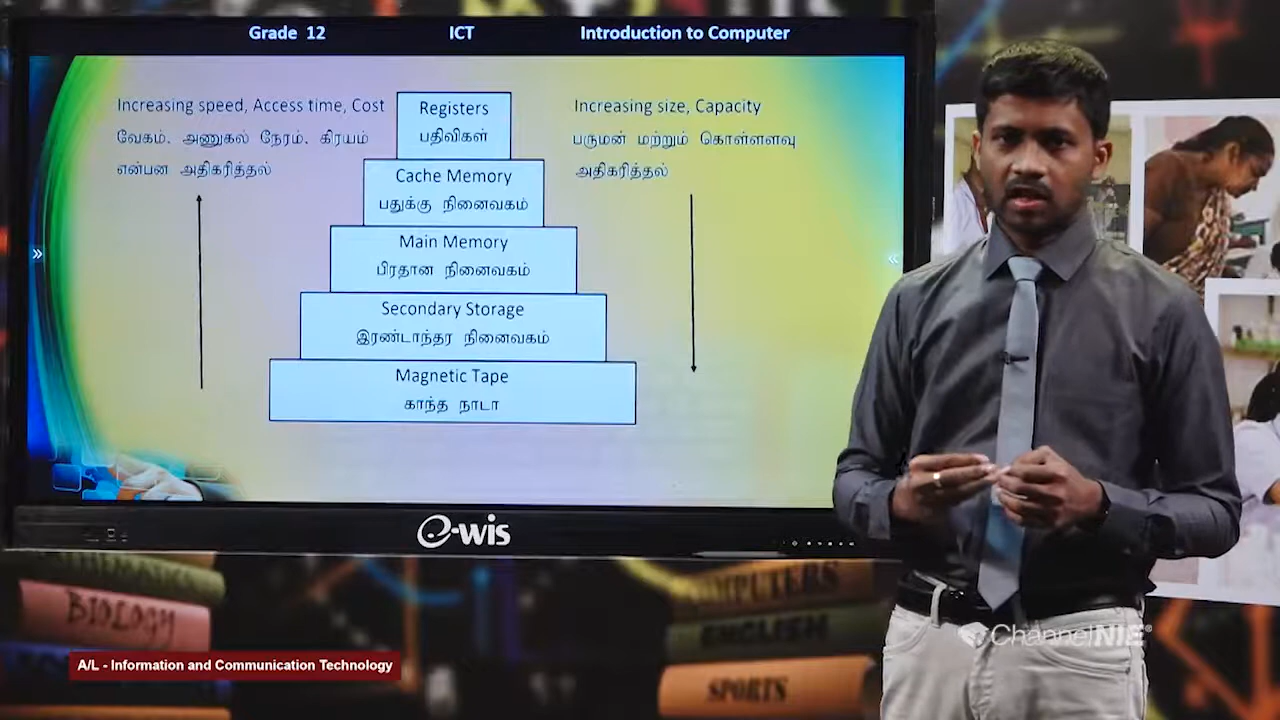 Grade 12 ICT Introduction to Computer
Increasing speed, Access time, Cost
வேகம். அணுகல் நேரம். கிரயம்
என்பன அதிகரித்தல்
Registers
பதிவிகள்
Cache Memory
பதுக்கு நினைவகம்
Main Memory
பிரதான நினைவகம்
Secondary Storage
இரண்டாந்தர நினைவகம்
Magnetic Tape
காந்த நாடா
Increasing size, Capacity
பருமன் மற்றும் கொள்ளளவு
அதிகரித்தல்
e-wis
MATHEMATICS
BIOLOGY
COMPUTERS
ENGLISH
SPORTS
ChannelNIE®
A/L - Information and Communication Technology